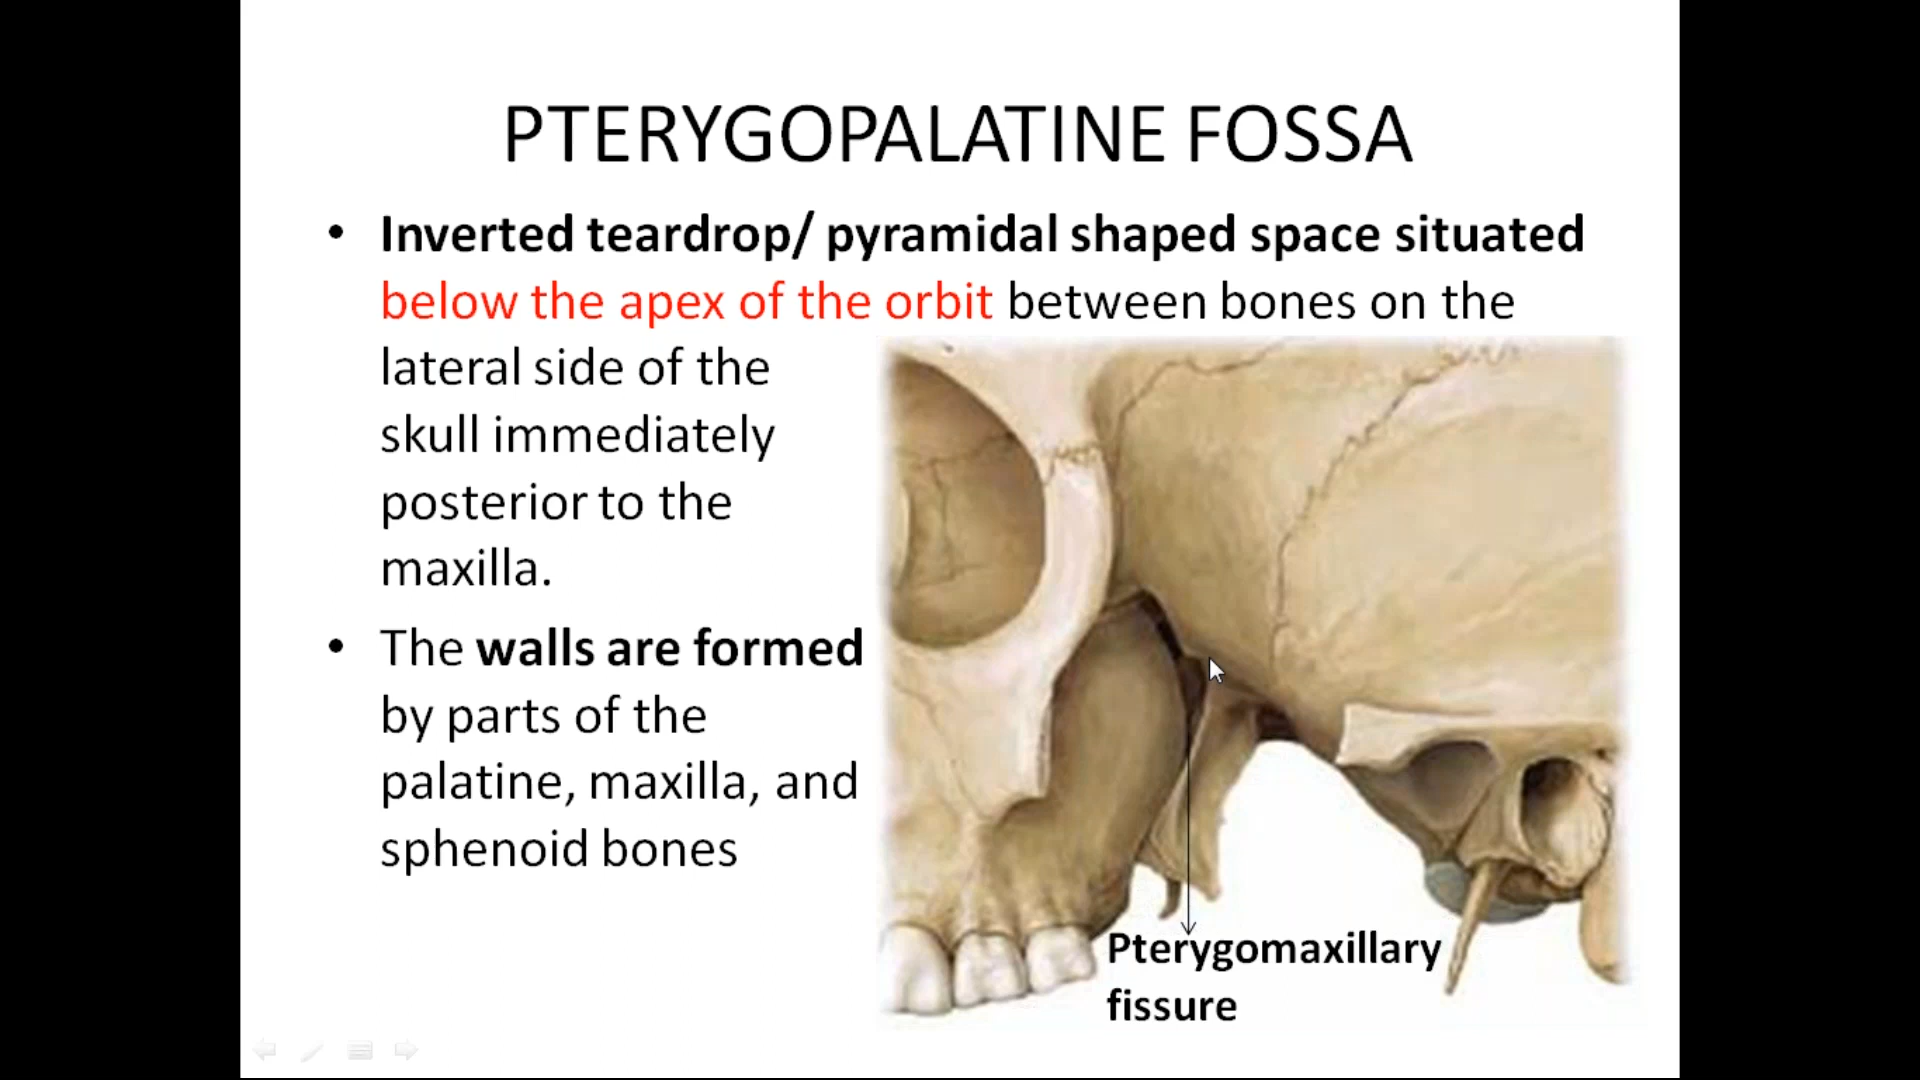 PTERYGOPALATINE FOSSA
• Inverted teardrop/ pyramidal shaped space situated
below the apex of the orbit between bones on the
lateral side of the
skull immediately
posterior to the
maxilla.
• The walls are formed
by parts of the
palatine, maxilla, and
sphenoid bones
Pterygomaxillary
fissure